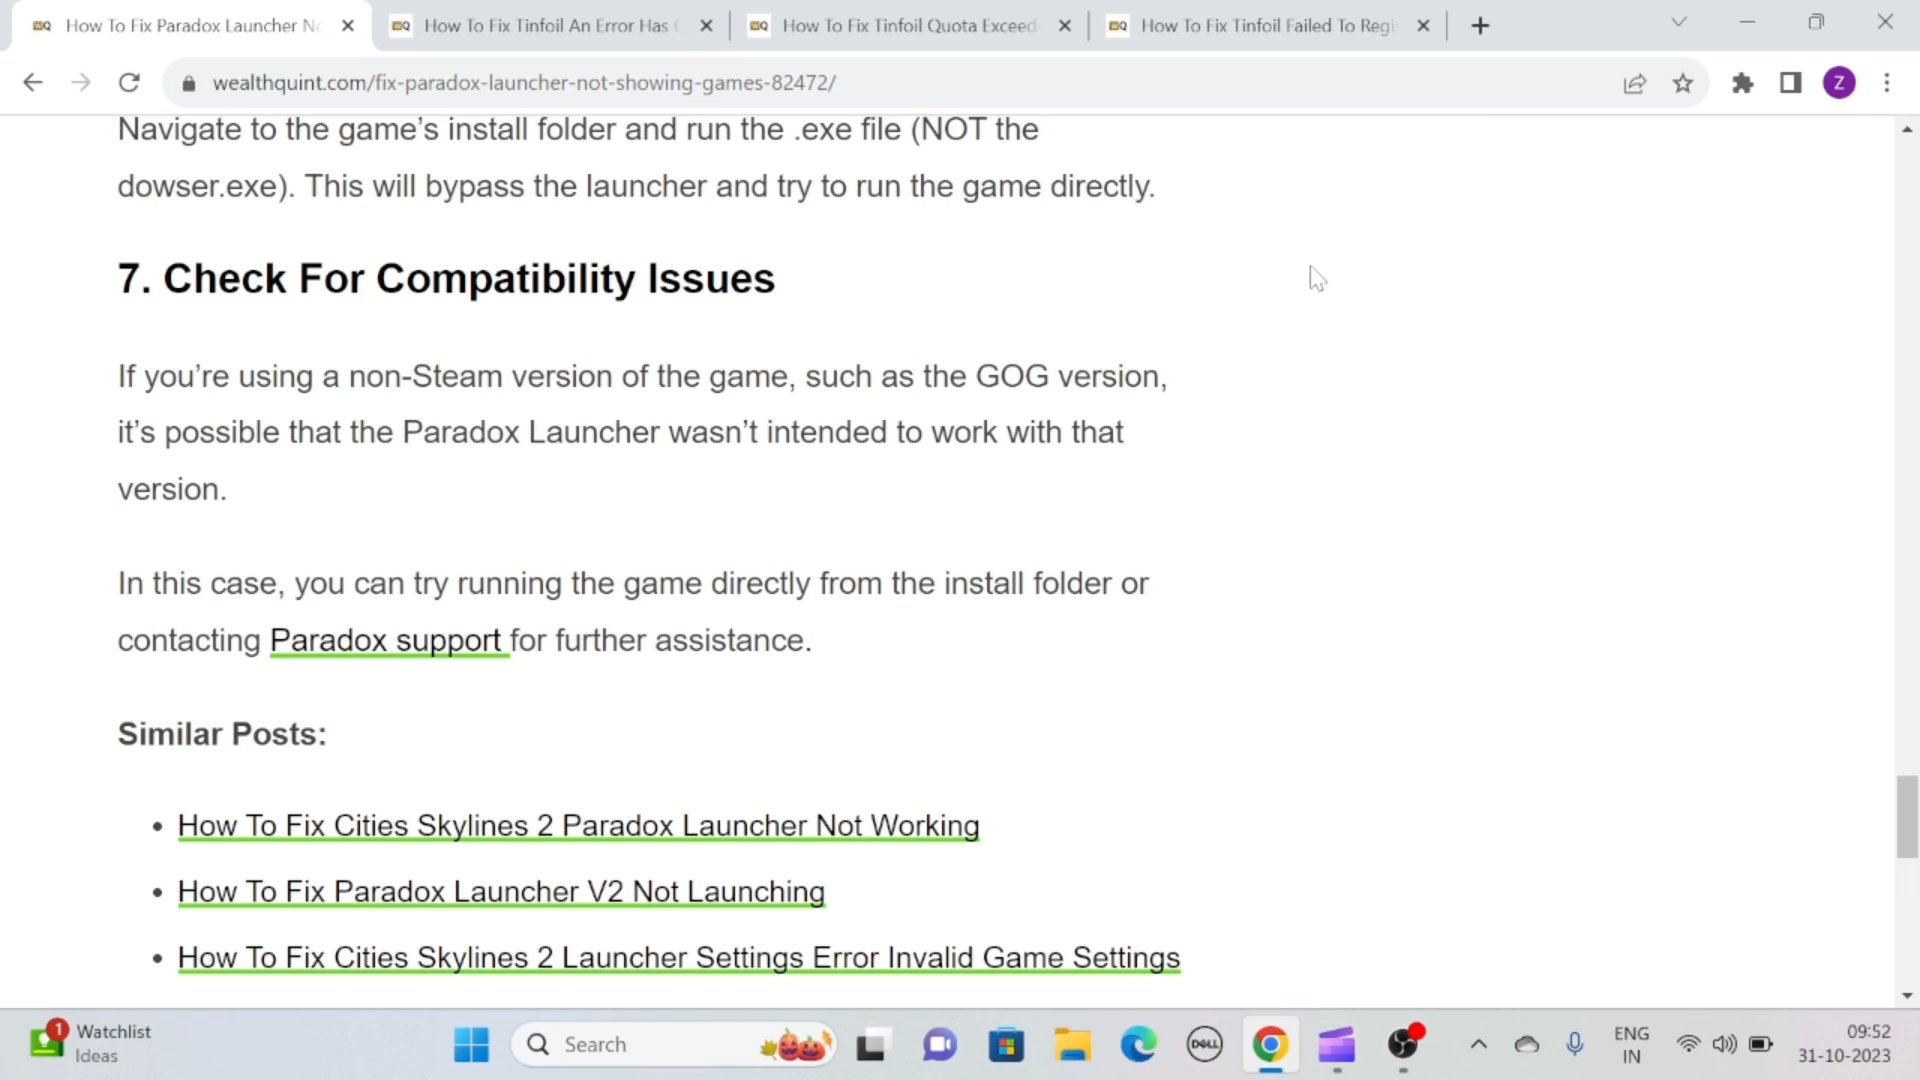 How To Fix Paradox Launcher No
How To Fix Tinfoil An Error Has
How To Fix Tinfoil Quota Exceed
How To Fix Tinfoil Failed To Regi
wealthquint.com/fix-paradox-launcher-not-showing-games-82472/
Z
Navigate to the game’s install folder and run the .exe file (NOT the
dowser.exe). This will bypass the launcher and try to run the game directly.
7. Check For Compatibility Issues
If you’re using a non-Steam version of the game, such as the GOG version,
it’s possible that the Paradox Launcher wasn’t intended to work with that
version.
In this case, you can try running the game directly from the install folder or
contacting Paradox support for further assistance.
Similar Posts:
• How To Fix Cities Skylines 2 Paradox Launcher Not Working
• How To Fix Paradox Launcher V2 Not Launching
• How To Fix Cities Skylines 2 Launcher Settings Error Invalid Game Settings
1
Watchlist
Ideas
Search
DELL
ENG
IN
09:52
31-10-2023